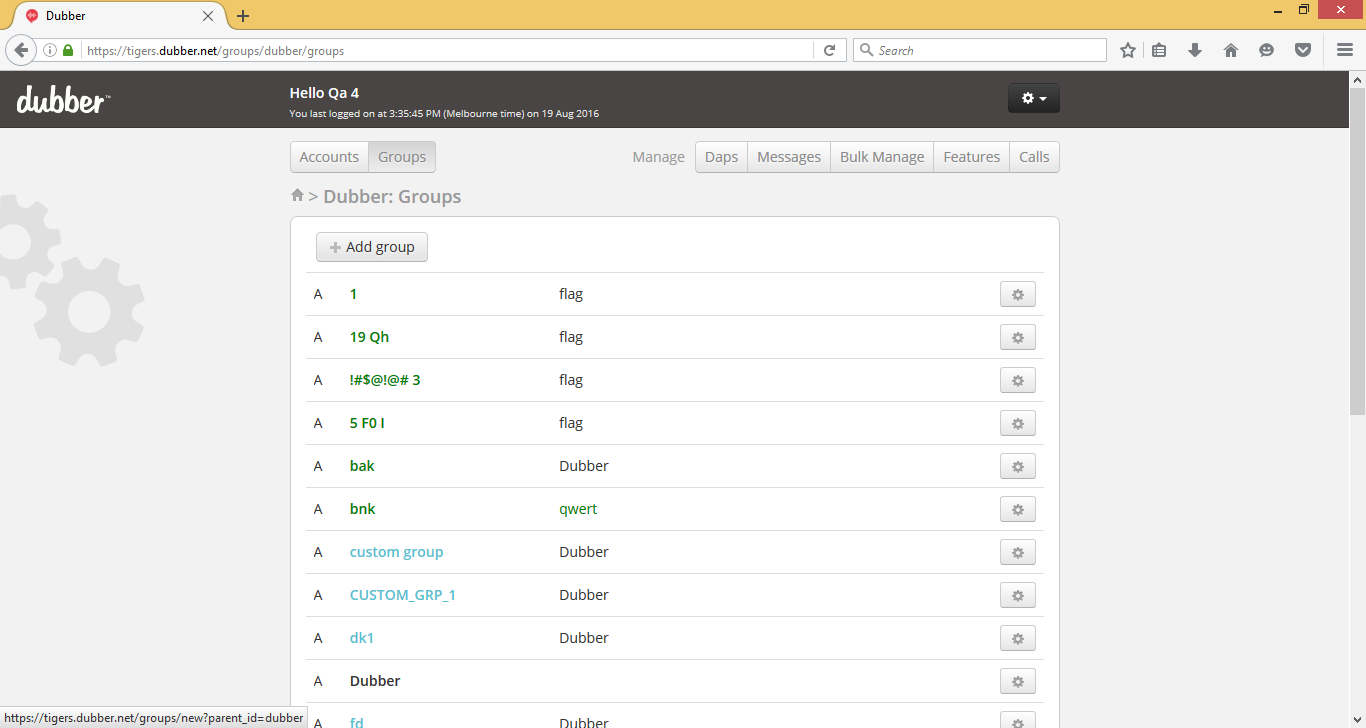 Dubber
https://tigers.dubber.net/groups/dubber/groups
Search
dubber™
Hello Qa 4
You last logged on at 3:35:45 PM (Melbourne time) on 19 Aug 2016
Accounts Groups Manage Daps Messages Bulk Manage Features Calls
> Dubber: Groups
+ Add group
A 1 flag
A 19 Qh flag
A !#$@!@# 3 flag
A 5 F0 I flag
A bak Dubber
A bnk qwert
A custom group Dubber
A CUSTOM_GRP_1 Dubber
A dk1 Dubber
A Dubber
A fd Dubber
https://tigers.dubber.net/groups/new?parent_id=dubber